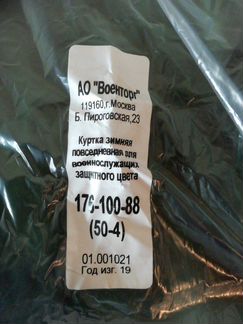 АО "Военторг"
119160, г. Москва
Б. Пироговская, 23
Куртка зимняя
повседневная для
военнослужащих
защитного цвета
176-100-88
(50-4)
01.001021
Год изг. 19